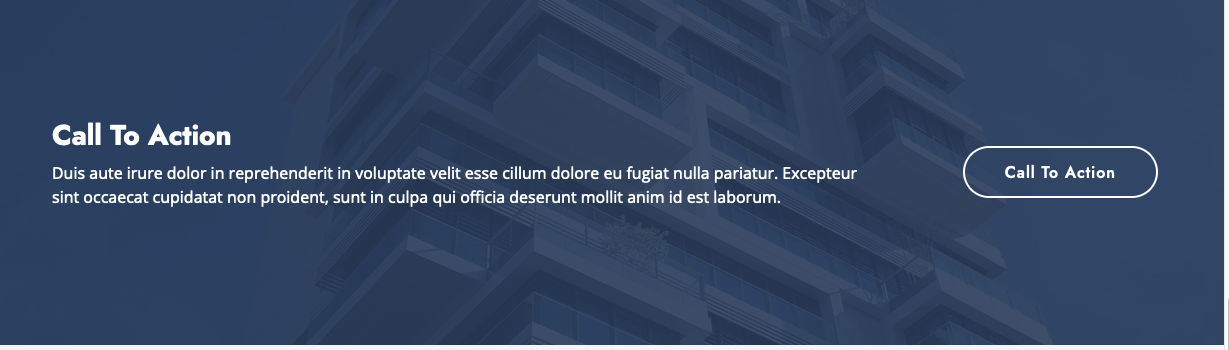 Call To Action
Duis aute irure dolor in reprehenderit in voluptate velit esse cillum dolore eu fugiat nulla pariatur. Excepteur
sint occaecat cupidatat non proident, sunt in culpa qui officia deserunt mollit anim id est laborum.
Call To Action